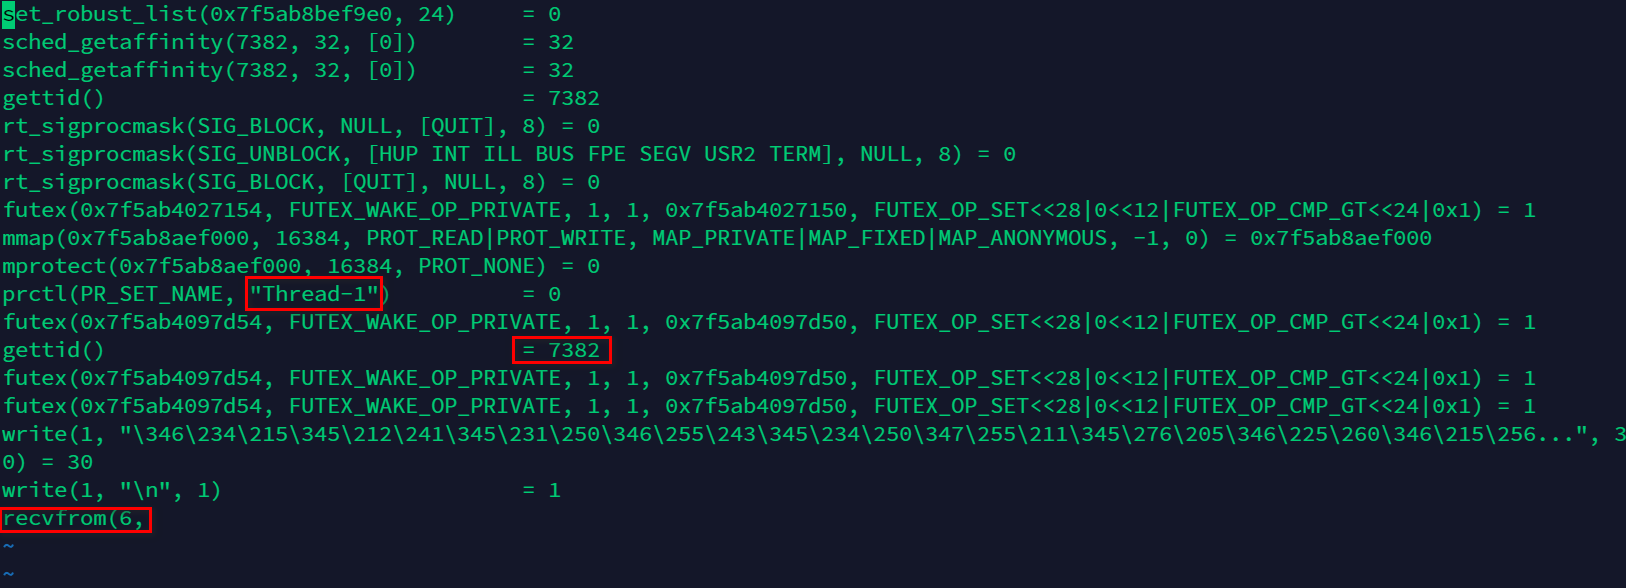 set_robust_list(0x7f5ab8bef9e0, 24)     = 0
sched_getaffinity(7382, 32, [0])        = 32
sched_getaffinity(7382, 32, [0])        = 32
gettid()                                = 7382
rt_sigprocmask(SIG_BLOCK, NULL, [QUIT], 8) = 0
rt_sigprocmask(SIG_UNBLOCK, [HUP INT ILL BUS FPE SEGV USR2 TERM], NULL, 8) = 0
rt_sigprocmask(SIG_BLOCK, [QUIT], NULL, 8) = 0
futex(0x7f5ab4027154, FUTEX_WAKE_OP_PRIVATE, 1, 1, 0x7f5ab4027150, FUTEX_OP_SET<<28|0<<12|FUTEX_OP_CMP_GT<<24|0x1) = 1
mmap(0x7f5ab8aef000, 16384, PROT_READ|PROT_WRITE, MAP_PRIVATE|MAP_FIXED|MAP_ANONYMOUS, -1, 0) = 0x7f5ab8aef000
mprotect(0x7f5ab8aef000, 16384, PROT_NONE) = 0
prctl(PR_SET_NAME, "Thread-1")          = 0
futex(0x7f5ab4097d54, FUTEX_WAKE_OP_PRIVATE, 1, 1, 0x7f5ab4097d50, FUTEX_OP_SET<<28|0<<12|FUTEX_OP_CMP_GT<<24|0x1) = 1
gettid()                                = 7382
futex(0x7f5ab4097d54, FUTEX_WAKE_OP_PRIVATE, 1, 1, 0x7f5ab4097d50, FUTEX_OP_SET<<28|0<<12|FUTEX_OP_CMP_GT<<24|0x1) = 1
futex(0x7f5ab4097d54, FUTEX_WAKE_OP_PRIVATE, 1, 1, 0x7f5ab4097d50, FUTEX_OP_SET<<28|0<<12|FUTEX_OP_CMP_GT<<24|0x1) = 1
write(1, "\346\234\215\345\212\241\345\231\250\346\255\243\345\234\250\347\255\211\345\276\205\346\225\260\346\215\256...", 3
0) = 30
write(1, "\n", 1)                       = 1
recvfrom(6,
~
~